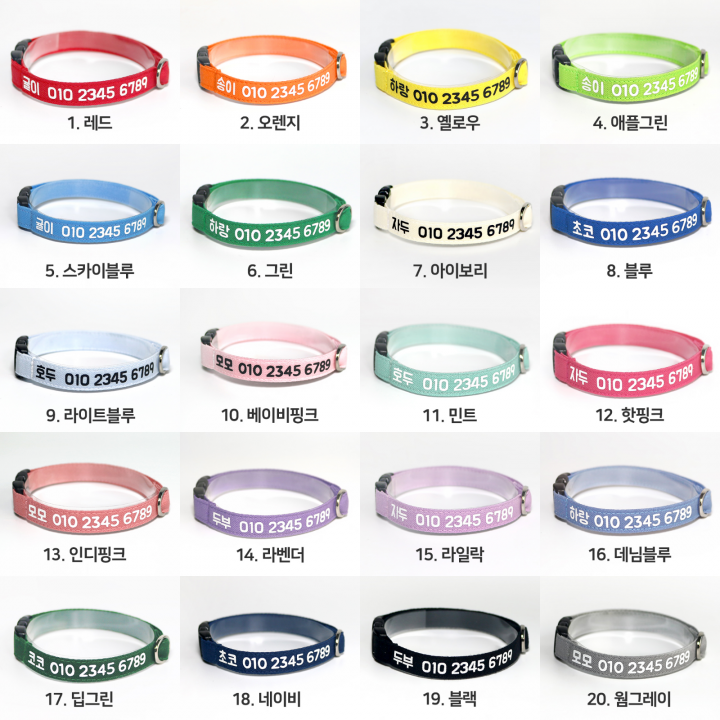 귤이 010 2345 6789
송이 010 2345 6789
하랑 010 2345 6789
송이 010 2345 6789
1. 레드
2. 오렌지
3. 옐로우
4. 애플그린
귤이 010 2345 6789
하랑 010 2345 6789
자두 010 2345 6789
초코 010 2345 6789
5. 스카이블루
6. 그린
7. 아이보리
8. 블루
호두 010 2345 6789
모모 010 2345 6789
호두 010 2345 6789
자두 010 2345 6789
9. 라이트블루
10. 베이비핑크
11. 민트
12. 핫핑크
모모 010 2345 6789
두부 010 2345 6789
자두 010 2345 6789
하랑 010 2345 6789
13. 인디핑크
14. 라벤더
15. 라일락
16. 데님블루
코코 010 2345 6789
초코 010 2345 6789
두부 010 2345 6789
모모 010 2345 6789
17. 딥그린
18. 네이비
19. 블랙
20. 웜그레이